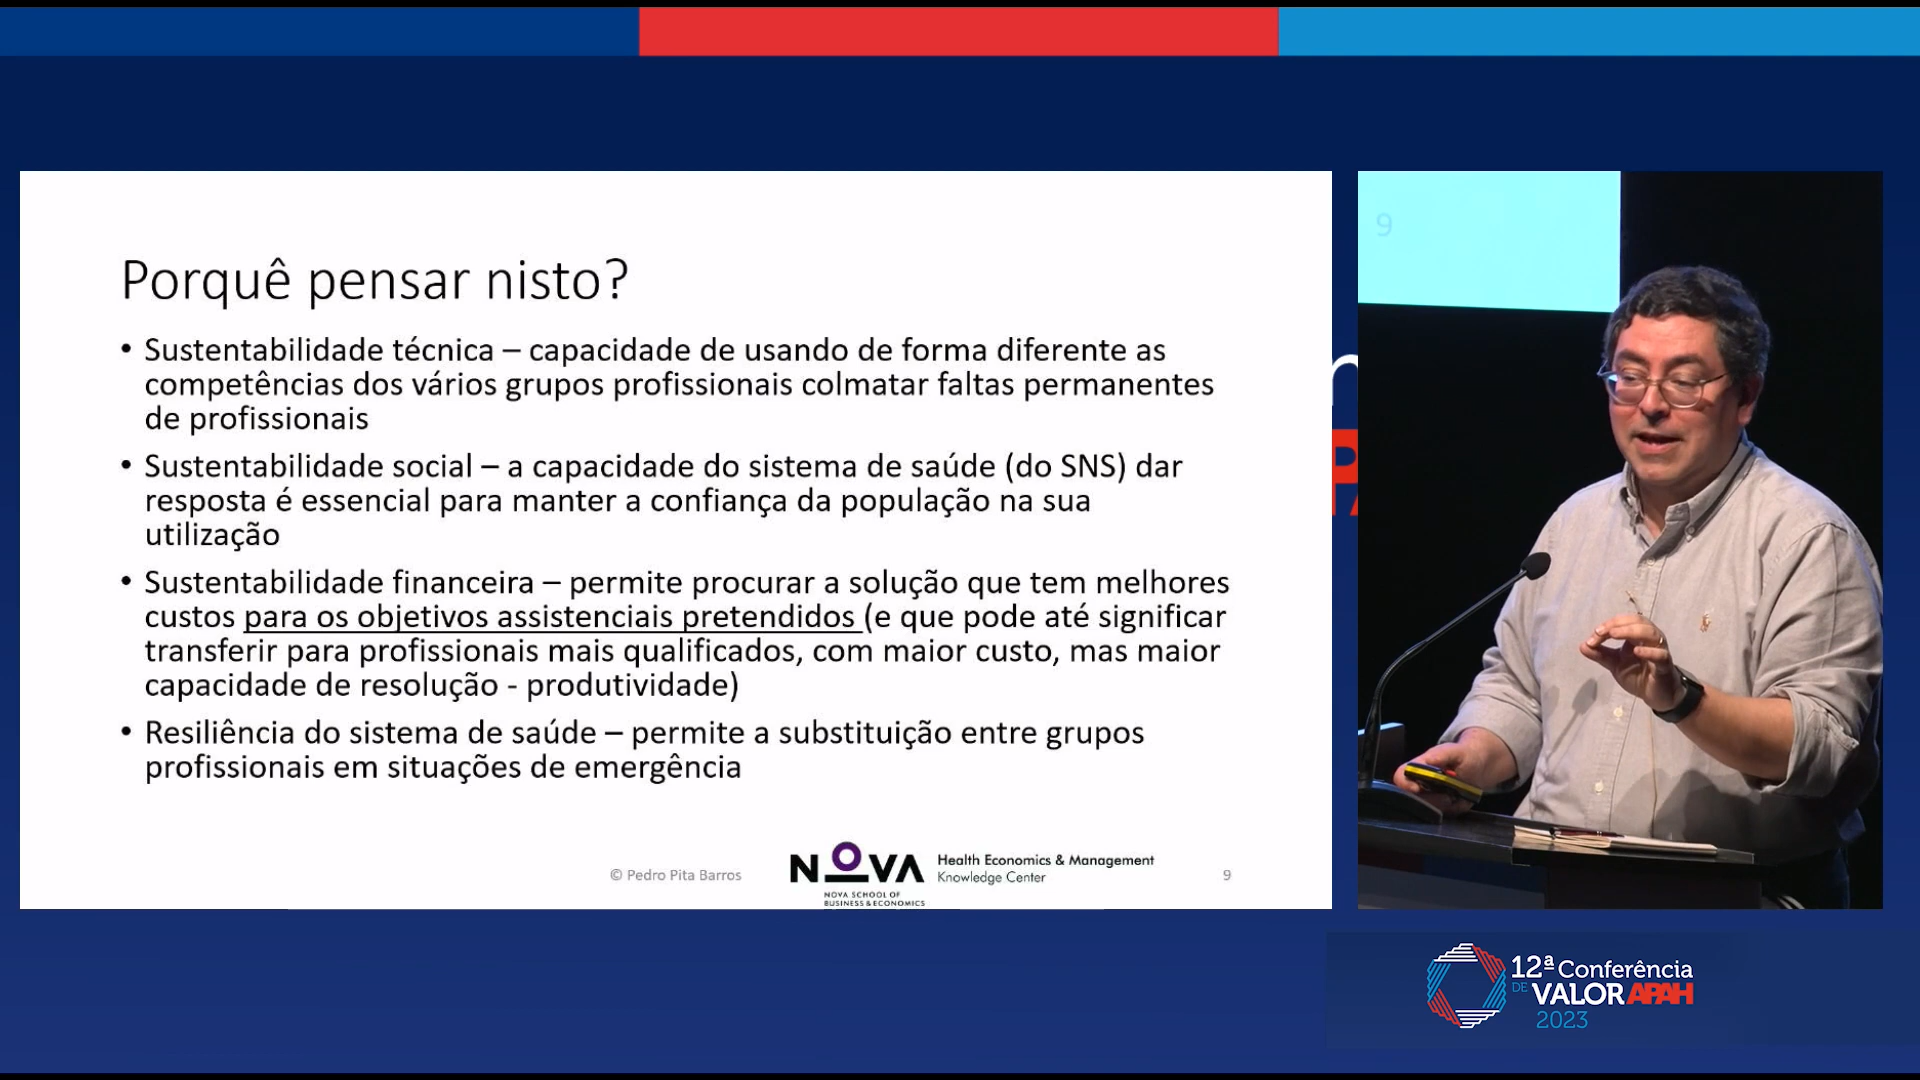 Porquê pensar nisto?
• Sustentabilidade técnica – capacidade de usando de forma diferente as
competências dos vários grupos profissionais colmatar faltas permanentes
de profissionais
• Sustentabilidade social – a capacidade do sistema de saúde (do SNS) dar
resposta é essencial para manter a confiança da população na sua
utilização
• Sustentabilidade financeira – permite procurar a solução que tem melhores
custos para os objetivos assistenciais pretendidos (e que pode até significar
transferir para profissionais mais qualificados, com maior custo, mas maior
capacidade de resolução - produtividade)
• Resiliência do sistema de saúde – permite a substituição entre grupos
profissionais em situações de emergência
© Pedro Pita Barros
NOVA
NOVA SCHOOL OF
BUSINESS & ECONOMICS
Health Economics & Management
Knowledge Center
9
9
12ª Conferência
DE VALOR APAH
2023